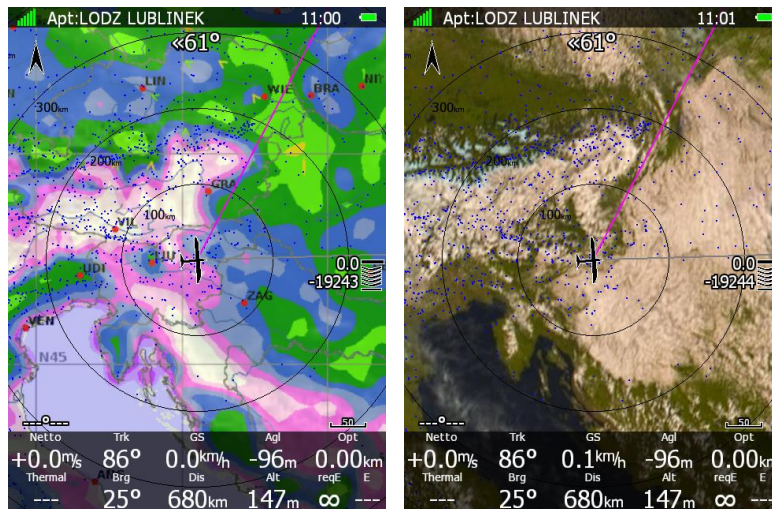 Apt:LODZ LUBLINEK 11:00
«61°
LIN
WIE BRA
300km
200km
GRA
100km
VIL
LJU
UDI
0.0
-19243
ZAG
VEN
N45
---°---
50
Netto Trk GS Agl Opt
+0.0m/s 86° 0.0km/h -96m 0.00km
Thermal Brg Dis Alt reqE E
--- 25° 680km 147m ∞ ---
Apt:LODZ LUBLINEK 11:01
«61°
300km
200km
100km
0.0
-19244
---°---
50
Netto Trk GS Agl Opt
+0.0m/s 86° 0.1km/h -96m 0.00km
Thermal Brg Dis Alt reqE E
--- 25° 680km 147m ∞ ---